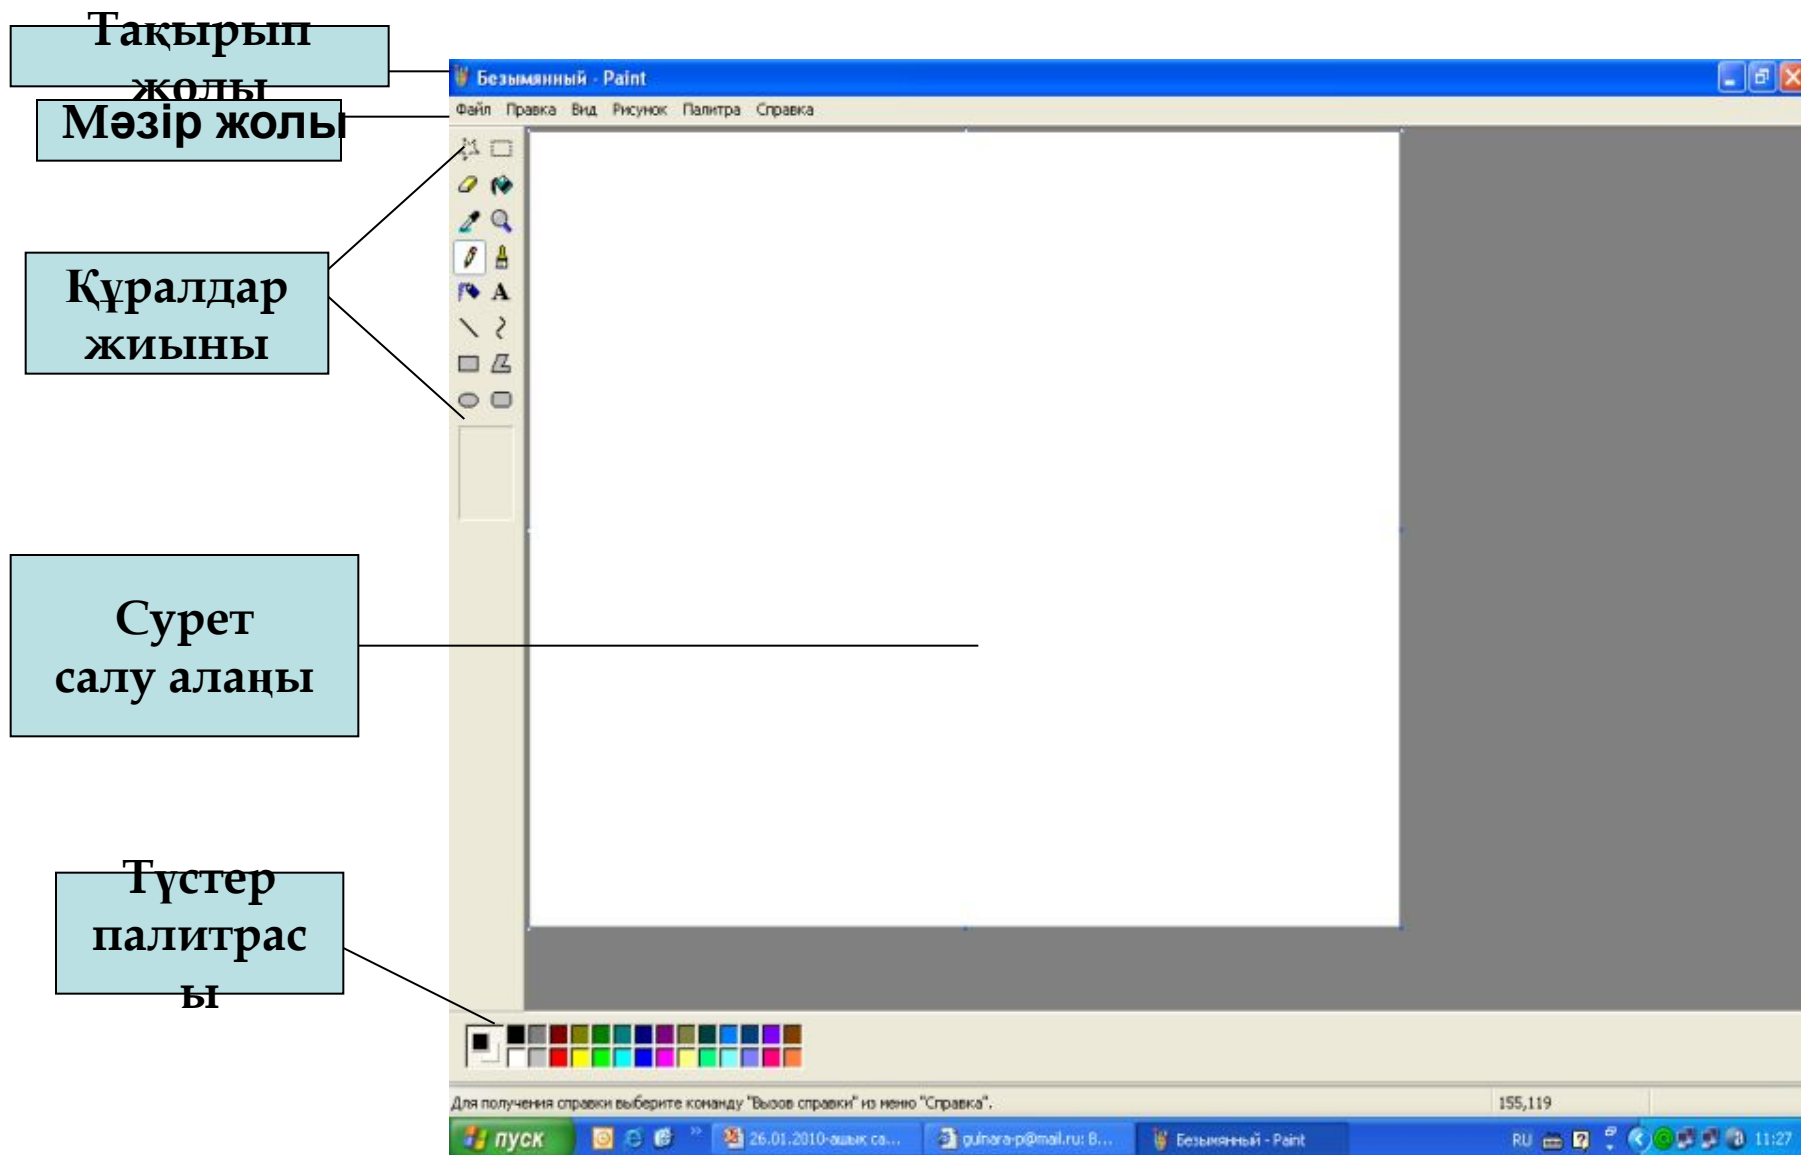 Тақырып
жолы
Мәзір жолы
Құралдар
жиыны
Сурет
салу алаңы
Түстер
палитрас
ы
Безымянный - Paint
Файл Правка Вид Рисунок Палитра Справка
A
Для получения справки выберите команду "Вызов справки" из меню "Справка".
155,119
пуск
»
26.01.2010-ашык са...
gulnara-p@mail.ru: В...
Безымянный - Paint
RU
11:27